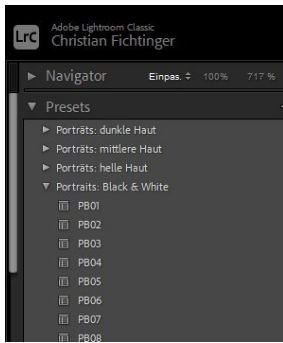 LrC
Adobe Lightroom Classic
Christian Fichtinger
Navigator Einpas. 100% 717 %
Presets
Porträts: dunkle Haut
Porträts: mittlere Haut
Porträts: helle Haut
Portraits: Black & White
PB01
PB02
PB03
PB04
PB05
PB06
PB07
PB08